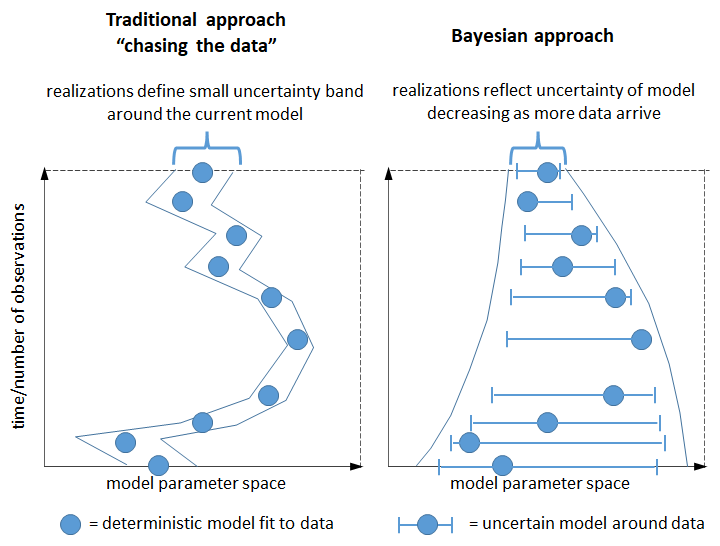 Traditional approach
“chasing the data”
realizations define small uncertainty band
around the current model
time/number of observations
model parameter space
= deterministic model fit to data
Bayesian approach
realizations reflect uncertainty of model
decreasing as more data arrive
model parameter space
= uncertain model around data